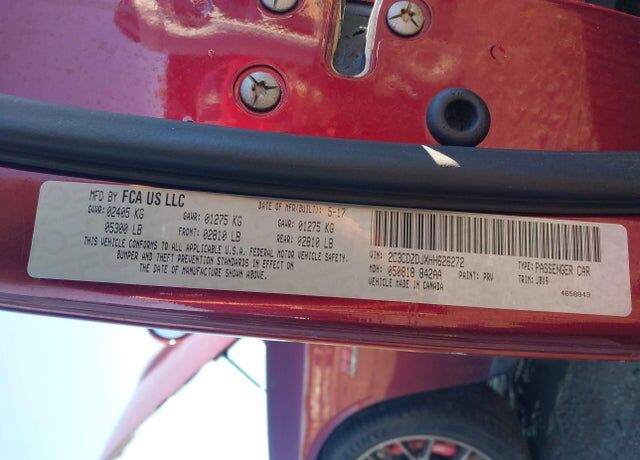 MFD BY FCA US LLC DATE OF MFR(BUILT): 5-17
GVWR: 02405 KG GAWR: 01275 KG GAWR: 01275 KG
05300 LB FRONT: 02810 LB REAR: 02810 LB
THIS VEHICLE CONFORMS TO ALL APPLICABLE U.S.A. FEDERAL MOTOR VEHICLE SAFETY,
BUMPER AND THEFT PREVENTION STANDARDS IN EFFECT ON
THE DATE OF MANUFACTURE SHOWN ABOVE.
VIN: 2C3CDZDJXHH626272 TYPE: PASSENGER CAR
MDH: 050818 842AA PAINT: PRV TRIM: JBX9
VEHICLE MADE IN CANADA 4658849